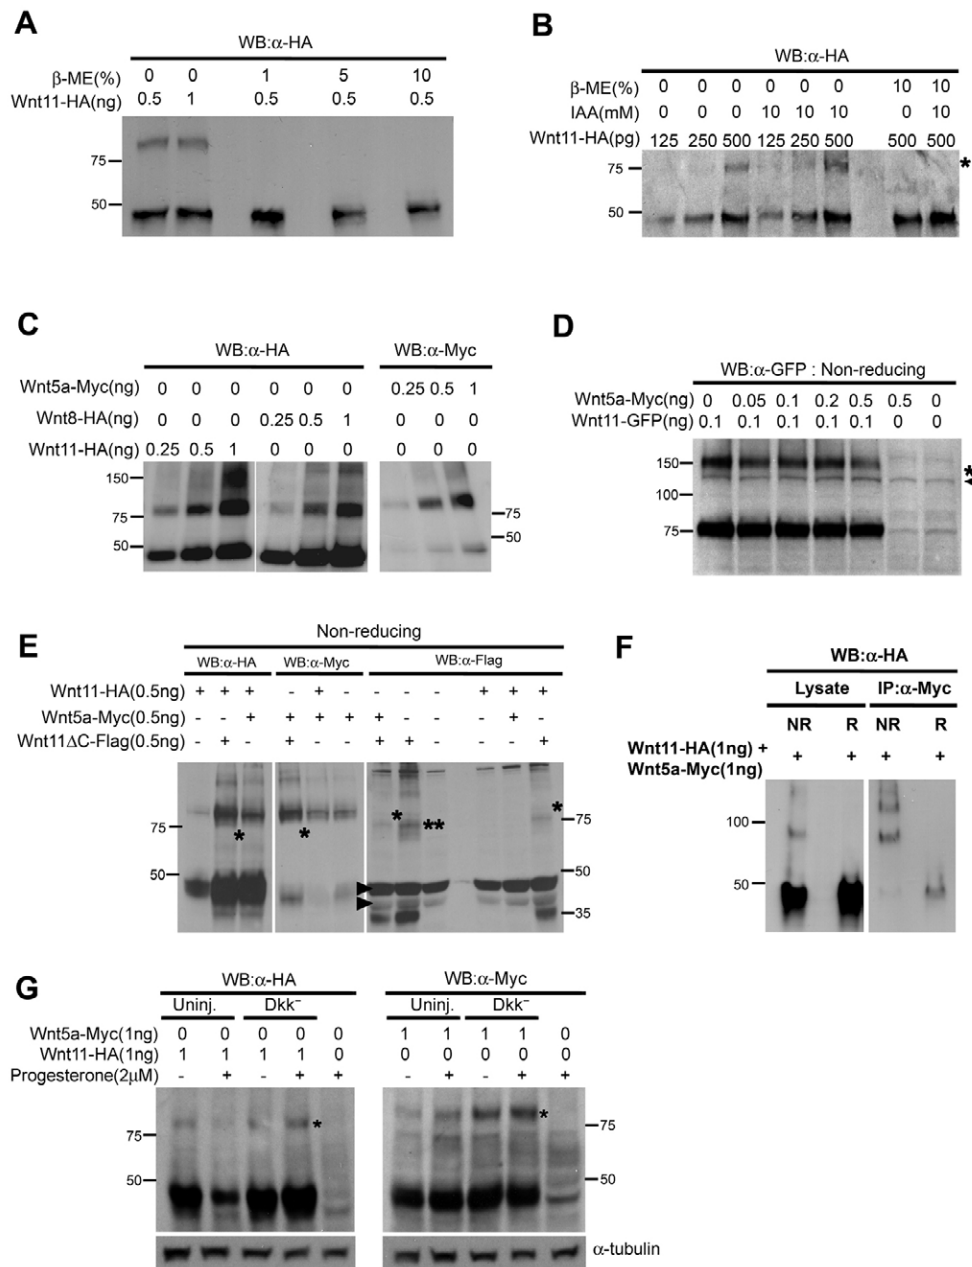 A
WB:α-HA
β-ME(%) 0 0 1 5 10
Wnt11-HA(ng) 0.5 1 0.5 0.5 0.5
75
50
B
WB:α-HA
β-ME(%) 0 0 0 0 0 0 10 10
IAA(mM) 0 0 0 10 10 10 0 10
Wnt11-HA(pg) 125 250 500 125 250 500 500 500
75 *
50
C
WB:α-HA WB:α-Myc
Wnt5a-Myc(ng) 0 0 0 0 0 0 0.25 0.5 1
Wnt8-HA(ng) 0 0 0 0.25 0.5 1 0 0 0
Wnt11-HA(ng) 0.25 0.5 1 0 0 0 0 0 0
150
75 75
50 50
D
WB:α-GFP : Non-reducing
Wnt5a-Myc(ng) 0 0.05 0.1 0.2 0.5 0.5 0
Wnt11-GFP(ng) 0.1 0.1 0.1 0.1 0.1 0 0
150 *
100
75
E
Non-reducing
WB:α-HA WB:α-Myc WB:α-Flag
Wnt11-HA(0.5ng) + + + - + - - - - + + +
Wnt5a-Myc(0.5ng) - - + + + + + - - - + -
Wnt11ΔC-Flag(0.5ng) - + - + - - + + - - - +
75 * * * ** * 75
50 50
35
F
WB:α-HA
Lysate IP:α-Myc
NR R NR R
Wnt11-HA(1ng) + + + + +
Wnt5a-Myc(1ng)
100
50
G
WB:α-HA WB:α-Myc
Uninj. Dkk⁻ Uninj. Dkk⁻
Wnt5a-Myc(1ng) 0 0 0 0 0 1 1 1 1 0
Wnt11-HA(1ng) 1 1 1 1 0 0 0 0 0 0
Progesterone(2μM) - + - + + - + - + +
75 * * 75
50 50
α-tubulin